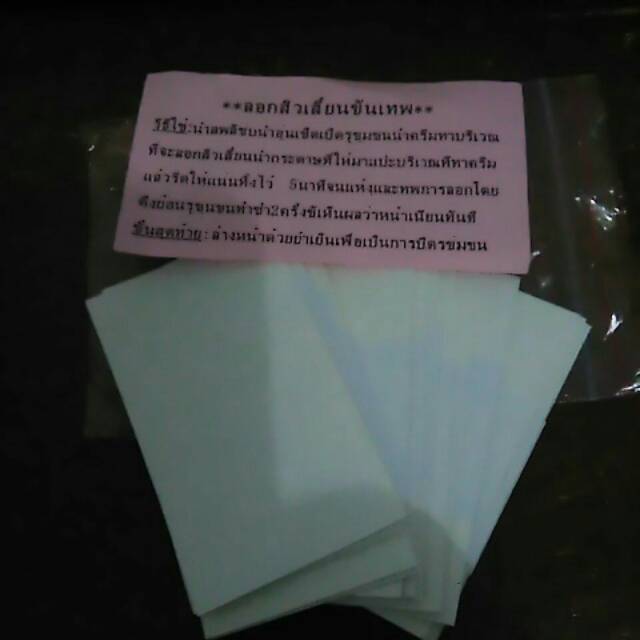 **ลอกสิวเสี้ยนขั้นเทพ**
วิธีใช้:นำสพลีชบน้ำอุ่นเช็ดเปิดรุขุมขนนำครีมทาบริเวณ
ที่จะลอกสิวเสี้ยนนำกระดาษที่ให้มาแปะบริเวณที่ทาครีม
แล้วรีดให้แนนทิ้งไว้ 5นาทีจนแห้งและทพการลอกโดย
ดึงย้อนรุขุนขนทำซ้ำ2ครั้งขิเห็นผลว่าหน้าเนียนทันที
ขั้นสุดท้าย:ล่างหน้าด้วยย้ำเย็นเพื่อเป็นการปิดรขุมขน